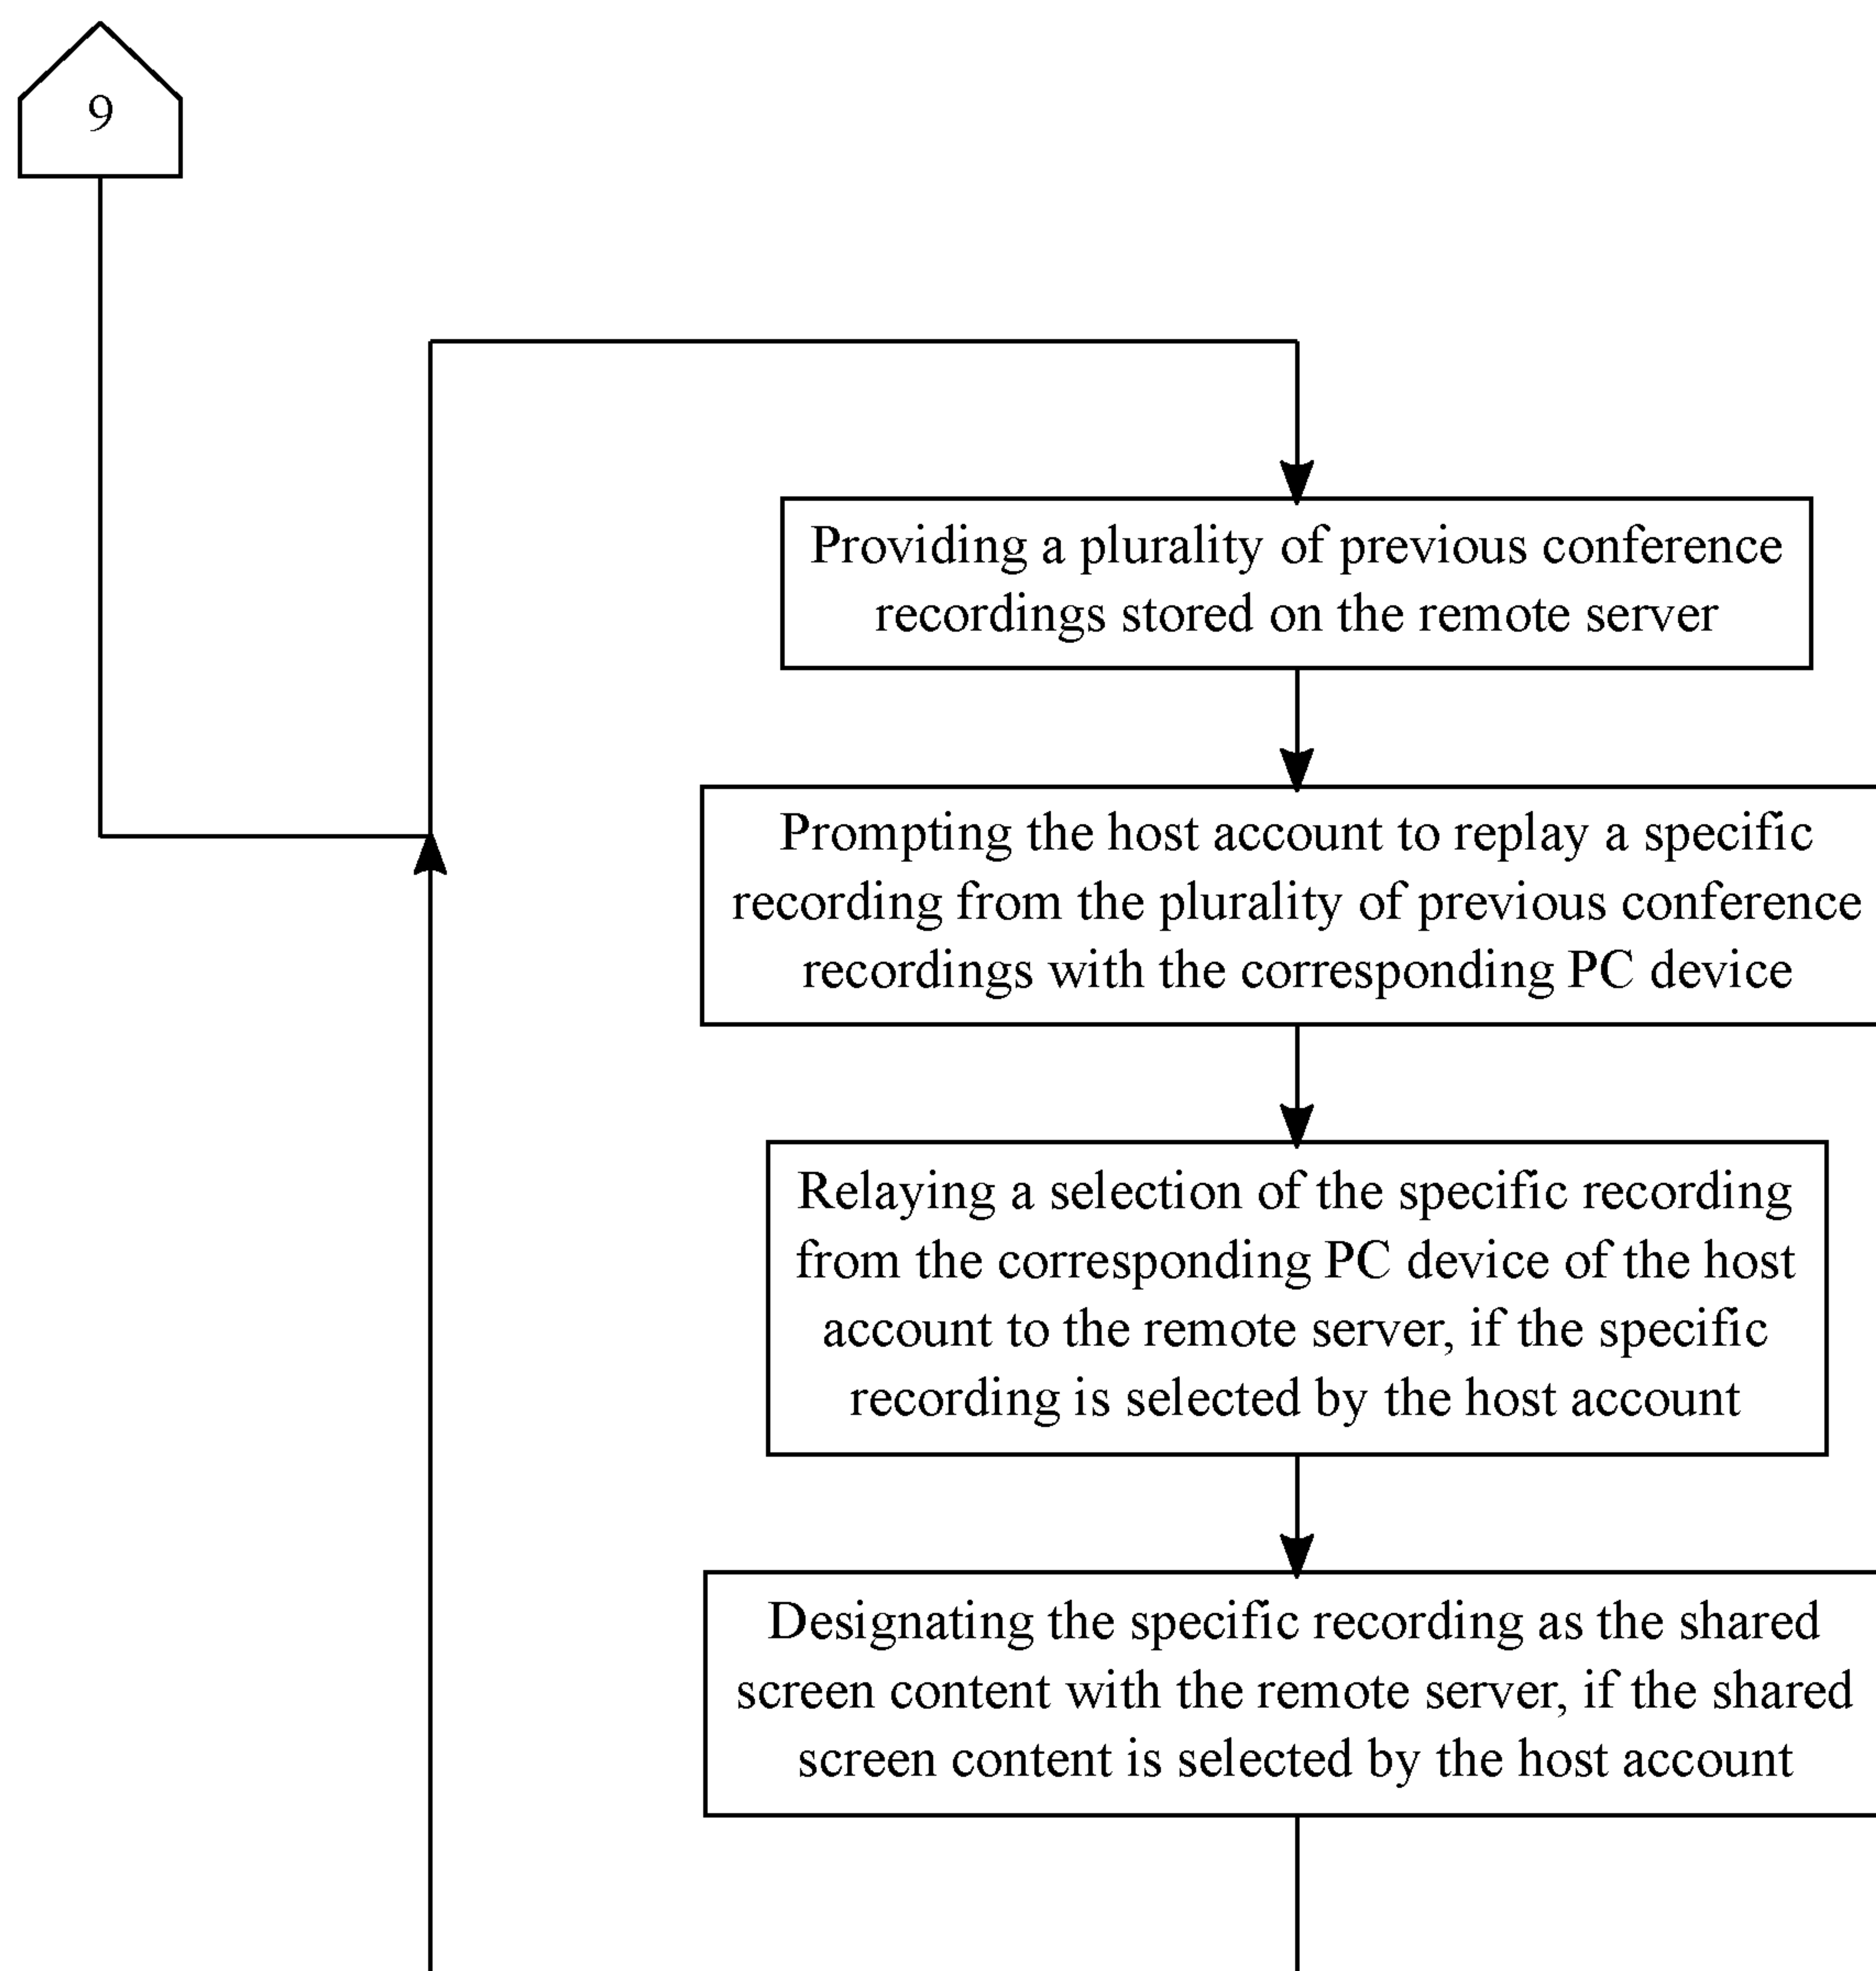 9
Providing a plurality of previous conference
recordings stored on the remote server
Prompting the host account to replay a specific
recording from the plurality of previous conference
recordings with the corresponding PC device
Relaying a selection of the specific recording
from the corresponding PC device of the host
account to the remote server, if the specific
recording is selected by the host account
Designating the specific recording as the shared
screen content with the remote server, if the shared
screen content is selected by the host account